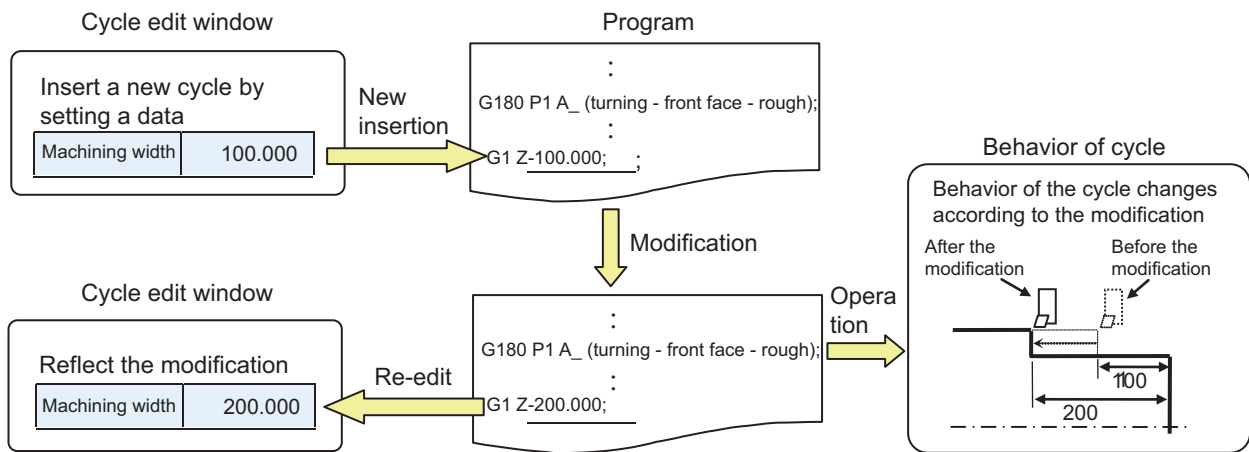 Cycle edit window
Insert a new cycle by
setting a data
Machining width 100.000
New
insertion
Program
:
G180 P1 A_ (turning - front face - rough);
:
G1 Z-100.000; ;
Modification
Cycle edit window
Reflect the modification
Machining width 200.000
Re-edit
:
G180 P1 A_ (turning - front face - rough);
:
G1 Z-200.000;
Opera
tion
Behavior of cycle
Behavior of the cycle changes
according to the modification
After the
modification
Before the
modification
100
200